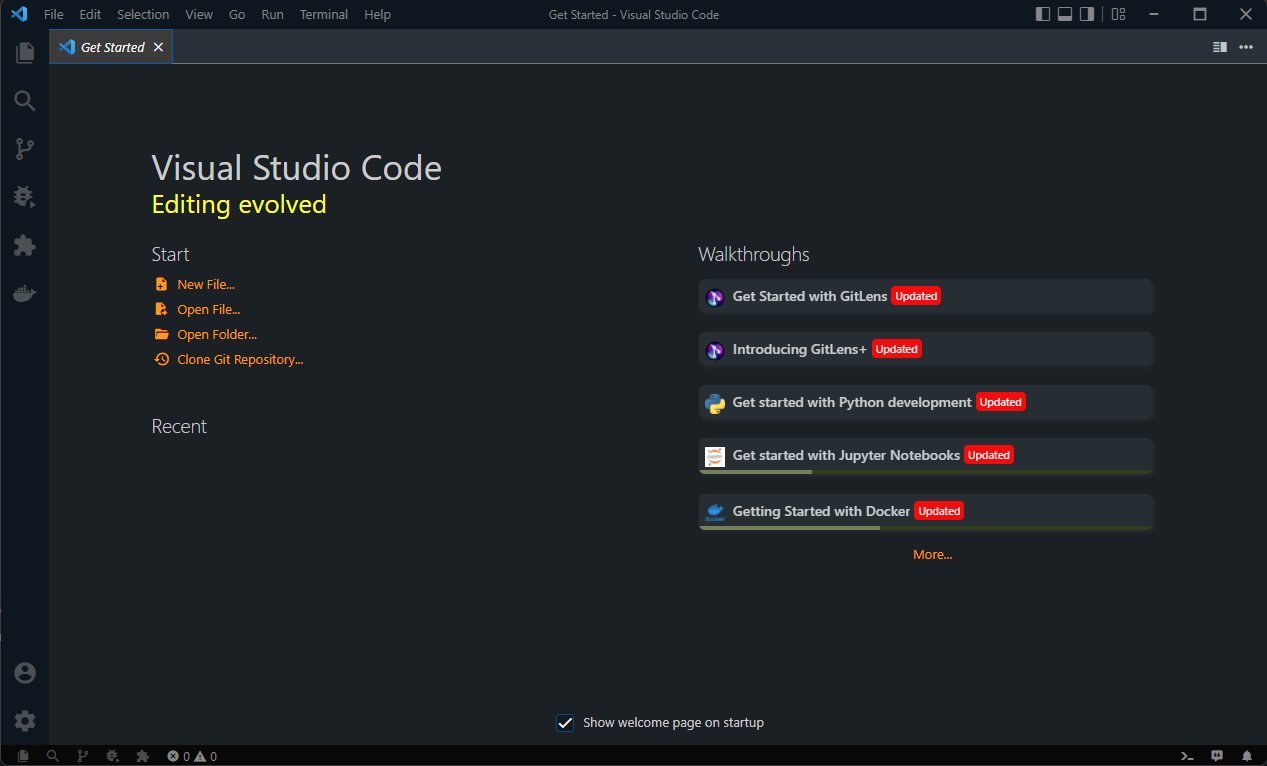 File Edit Selection View Go Run Terminal Help Get Started - Visual Studio Code
Get Started
Visual Studio Code
Editing evolved
Start
New File...
Open File...
Open Folder...
Clone Git Repository...
Recent
Walkthroughs
Get Started with GitLens Updated
Introducing GitLens+ Updated
Get started with Python development Updated
Get started with Jupyter Notebooks Updated
Getting Started with Docker Updated
More...
Show welcome page on startup
0 0